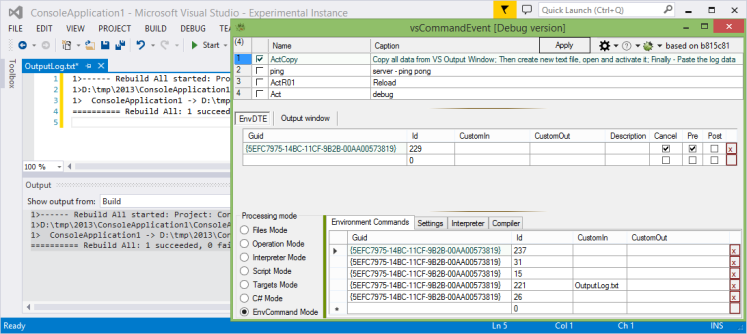 ConsoleApplication1 - Microsoft Visual Studio - Experimental Instance
Quick Launch (Ctrl+Q)
FILE EDIT VIEW PROJECT BUILD DEBUG
Start
Toolbox
OutputLog.txt*
1 1>------ Rebuild All started: Pro
2 1>D:\tmp\2013\ConsoleApplication1
3 1> ConsoleApplication1 -> D:\tmp
4 ========== Rebuild All: 1 succeed
5
100 %
Output
Show output from: Build
1>------ Rebuild All started: Project: Con
1>D:\tmp\2013\ConsoleApplication1\Console
1> ConsoleApplication1 -> D:\tmp\2013\Co
========== Rebuild All: 1 succeeded, 0 fai
Ready Ln 5 Col 1 Ch 1 INS
vsCommandEvent [Debug version]
(4) Name Caption Apply based on b815c81
1 ActCopy Copy all data from VS Output Window; Then create new text file, open and activate it; Finally - Paste the log data
2 ping server - ping pong
3 ActR01 Reload
4 Act debug
EnvDTE Output window
Guid Id CustomIn CustomOut Description Cancel Pre Post
{5EFC7975-14BC-11CF-9B2B-00AA00573819} 229 x
0
Processing mode
Files Mode
Operation Mode
Interpreter Mode
Script Mode
Targets Mode
C# Mode
EnvCommand Mode
Environment Commands Settings Interpreter Compiler
Guid Id CustomIn CustomOut
{5EFC7975-14BC-11CF-9B2B-00AA00573819} 237 x
{5EFC7975-14BC-11CF-9B2B-00AA00573819} 31 x
{5EFC7975-14BC-11CF-9B2B-00AA00573819} 15 x
{5EFC7975-14BC-11CF-9B2B-00AA00573819} 221 OutputLog.txt x
{5EFC7975-14BC-11CF-9B2B-00AA00573819} 26 x
0 x